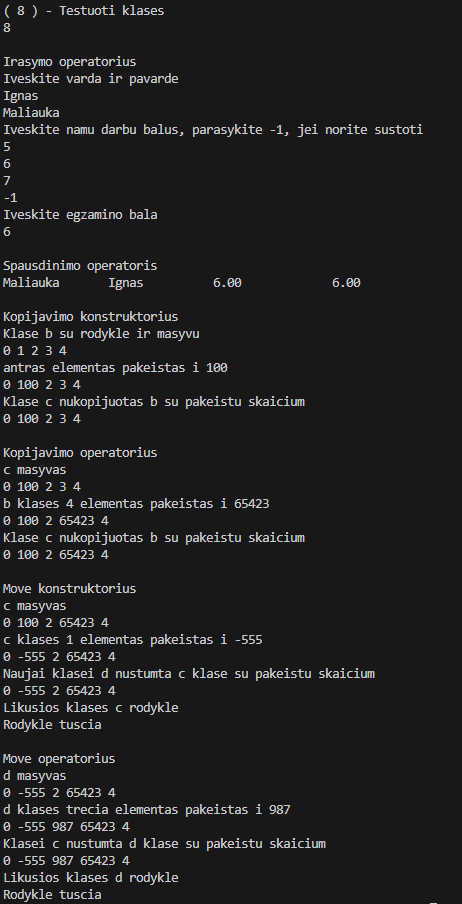 ( 8 ) - Testuoti klases
8
Irasymo operatorius
Iveskite varda ir pavarde
Ignas
Maliauka
Iveskite namu darbu balus, parasykite -1, jei norite sustoti
5
6
7
-1
Iveskite egzamino bala
6
Spausdinimo operatoris
Maliauka Ignas 6.00 6.00
Kopijavimo konstruktorius
Klase b su rodykle ir masyvu
0 1 2 3 4
antras elementas pakeistas i 100
0 100 2 3 4
Klase c nukopijuotas b su pakeistu skaicium
0 100 2 3 4
Kopijavimo operatorius
c masyvas
0 100 2 3 4
b klases 4 elementas pakeistas i 65423
0 100 2 65423 4
Klase c nukopijuotas b su pakeistu skaicium
0 100 2 65423 4
Move konstruktorius
c masyvas
0 100 2 65423 4
c klases 1 elementas pakeistas i -555
0 -555 2 65423 4
Naujai klasei d nustumta c klase su pakeistu skaicium
0 -555 2 65423 4
Likusios klases c rodykle
Rodykle tuscia
Move operatorius
d masyvas
0 -555 2 65423 4
d klases trecia elementas pakeistas i 987
0 -555 987 65423 4
Klasei c nustumta d klase su pakeistu skaicium
0 -555 987 65423 4
Likusios klases d rodykle
Rodykle tuscia